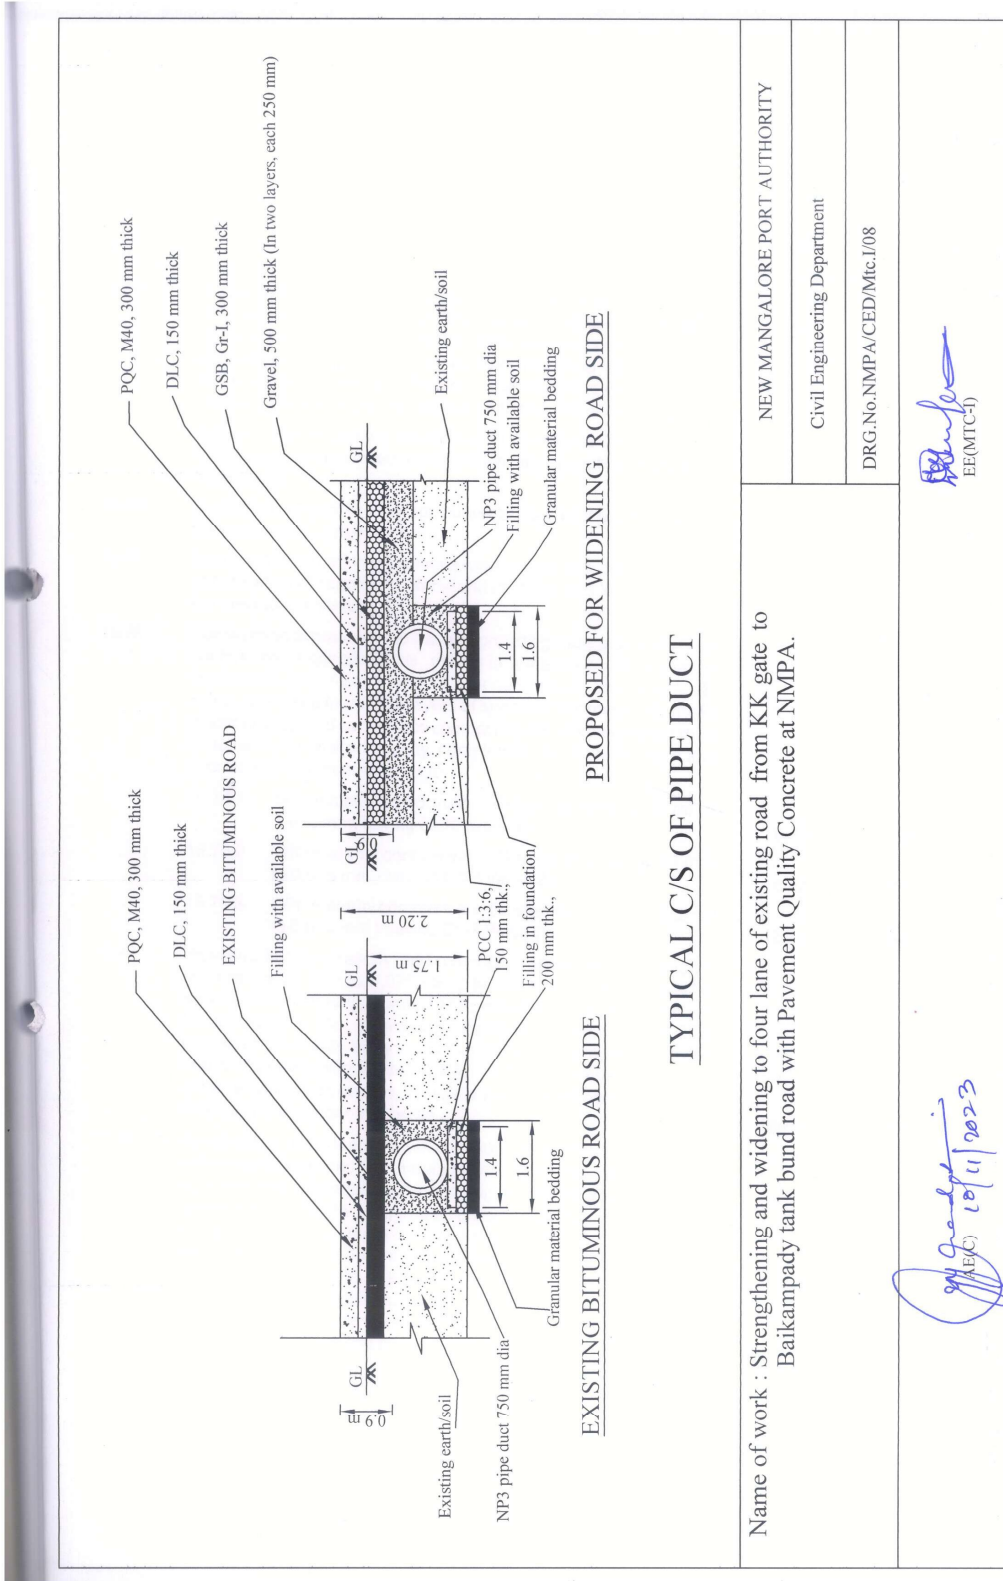 PQC, M40, 300 mm thick
DLC, 150 mm thick
EXISTING BITUMINOUS ROAD
Filling with available soil
GL
GL
0.9 m
1.75 m
2.20 m
Existing earth/soil
NP3 pipe duct 750 mm dia
1.4
1.6
Granular material bedding
PCC 1:3:6,
150 mm thk.,
Filling in foundation
200 mm thk.,
EXISTING BITUMINOUS ROAD SIDE
PQC, M40, 300 mm thick
DLC, 150 mm thick
GSB, Gr-I, 300 mm thick
Gravel, 500 mm thick (In two layers, each 250 mm)
GL
GL
0.9
Existing earth/soil
NP3 pipe duct 750 mm dia
Filling with available soil
Granular material bedding
1.4
1.6
PROPOSED FOR WIDENING ROAD SIDE
TYPICAL C/S OF PIPE DUCT
Name of work : Strengthening and widening to four lane of existing road from KK gate to
Baikampady tank bund road with Pavement Quality Concrete at NMPA.
NEW MANGALORE PORT AUTHORITY
Civil Engineering Department
DRG.No.NMPA/CED/Mtc.I/08
AE(C)
10/11/2023
EE(MTC-I)